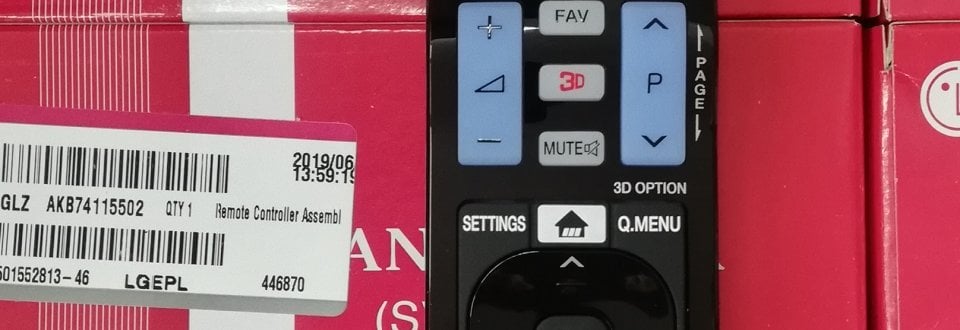 2019/06
13:59:19
GLZ AKB74115502 QTY 1 Remote Controller Assembl
501552813-46 LGEPL 446870
AN
(S
+
−
FAV
3D
MUTE
P
PAGE
3D OPTION
SETTINGS
Q.MENU